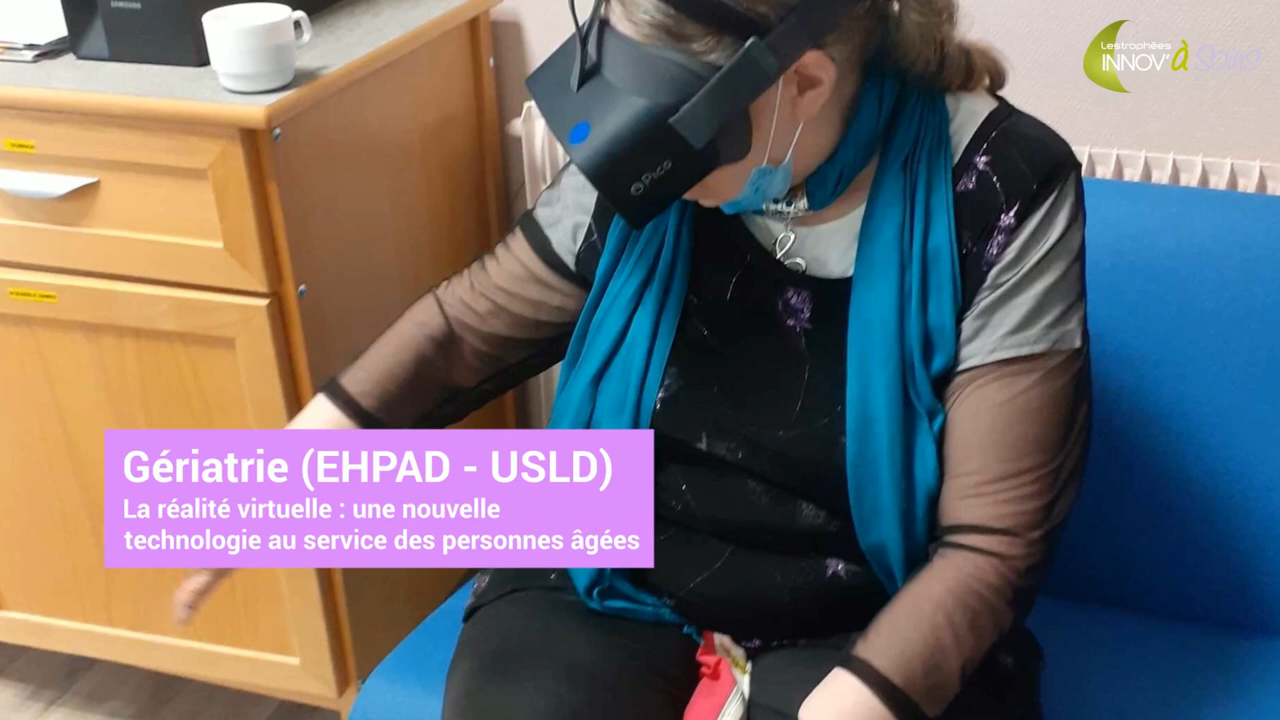 SAMSUNG
Les trophées
INNOV' à Soins
Pico
Gériatrie (EHPAD - USLD)
La réalité virtuelle : une nouvelle
technologie au service des personnes âgées